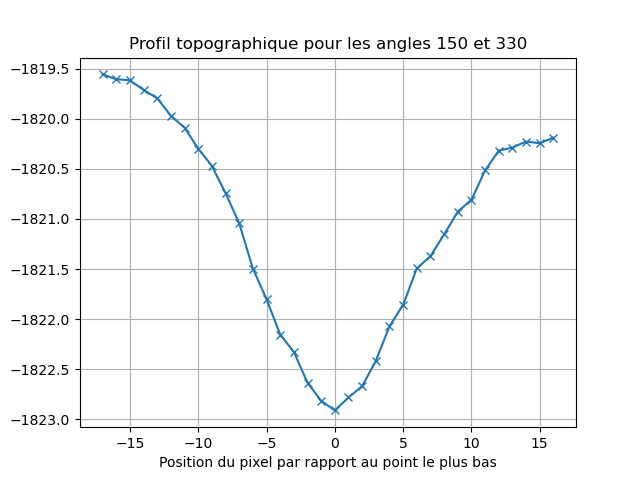 Profil topographique pour les angles 150 et 330
−1819.5
−1820.0
−1820.5
−1821.0
−1821.5
−1822.0
−1822.5
−1823.0
−15 −10 −5 0 5 10 15
Position du pixel par rapport au point le plus bas